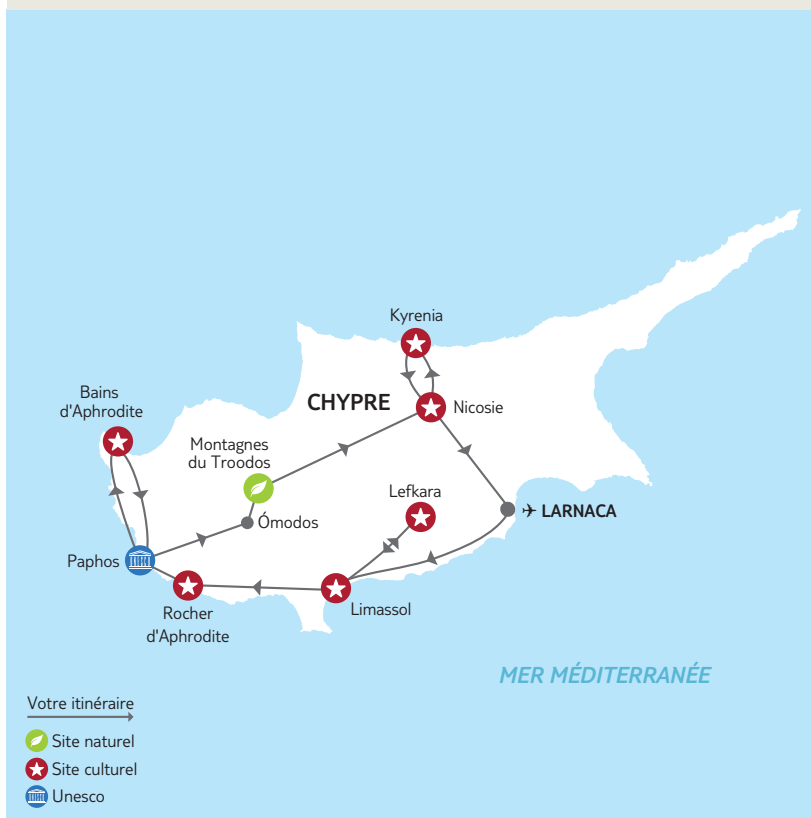 Kyrenia
CHYPRE
Nicosie
Bains
d'Aphrodite
Montagnes
du Troodos
Lefkara
Ómodos
LARNACA
Paphos
Rocher
d'Aphrodite
Limassol
MER MÉDITERRANÉE
Votre itinéraire
Site naturel
Site culturel
Unesco